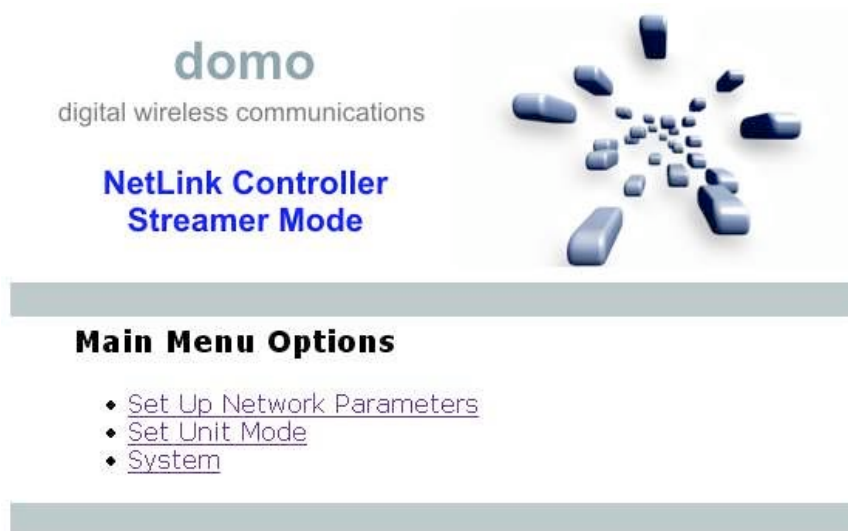 domo
digital wireless communications
NetLink Controller
Streamer Mode
Main Menu Options
Set Up Network Parameters
Set Unit Mode
System